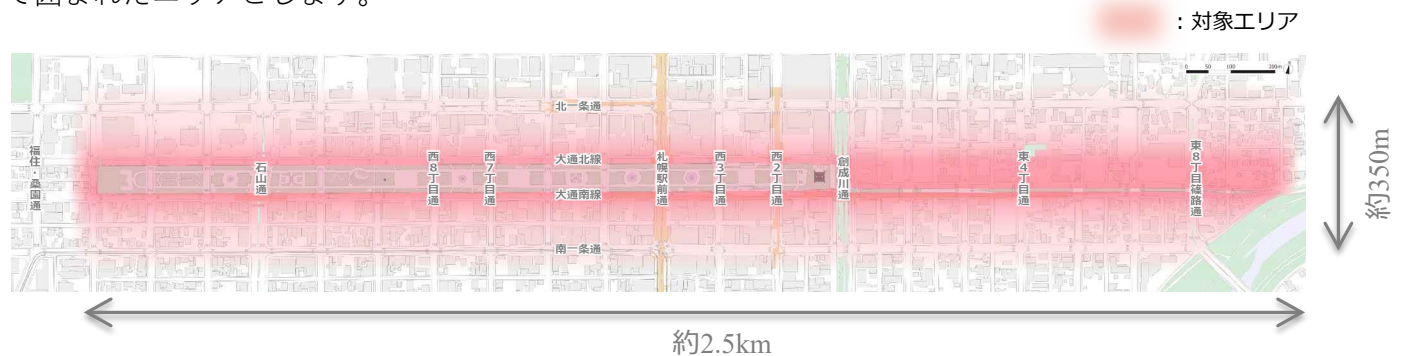 で囲まれたエリアとします。
：対象エリア
0 50 100 200m
北一条通
福住・桑園通
石山通
西8丁目通
西7丁目通
大通北線
大通南線
札幌駅前通
西3丁目通
西2丁目通
創成川通
東4丁目通
東8丁目篠路通
南一条通
約350m
約2.5km